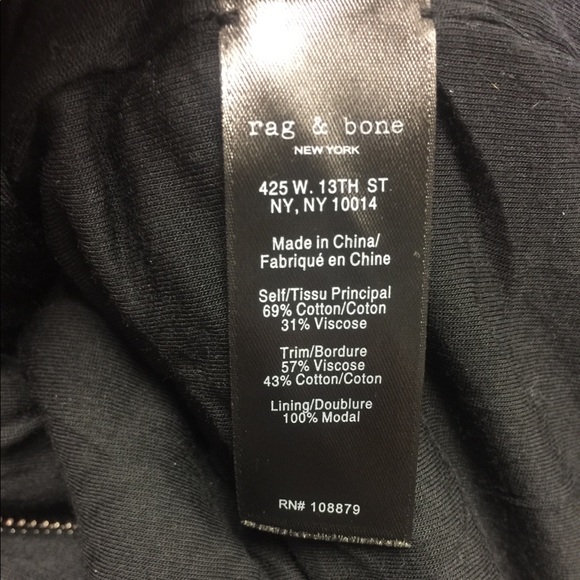 rag & bone
NEW YORK
425 W. 13TH ST
NY, NY 10014
Made in China/
Fabriqué en Chine
Self/Tissu Principal
69% Cotton/Coton
31% Viscose
Trim/Bordure
57% Viscose
43% Cotton/Coton
Lining/Doublure
100% Modal
RN# 108879